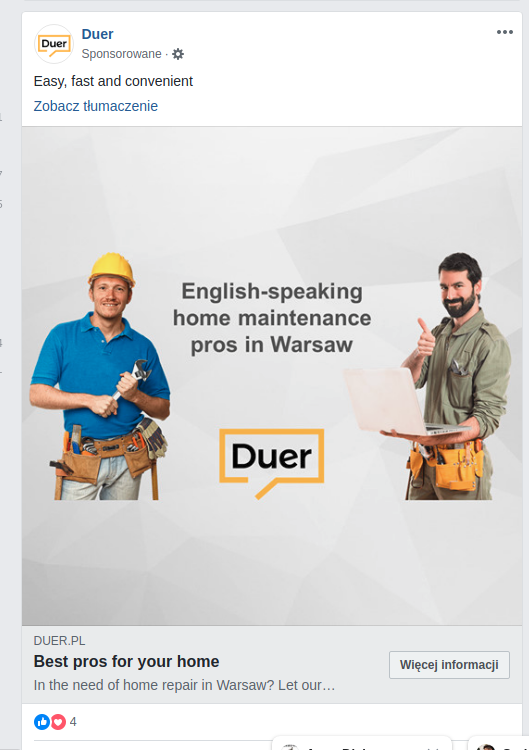 Duer
Duer
Sponsorowane ·
Easy, fast and convenient
Zobacz tłumaczenie
English-speaking
home maintenance
pros in Warsaw
Duer
DUER.PL
Best pros for your home
In the need of home repair in Warsaw? Let our…
Więcej informacji
4